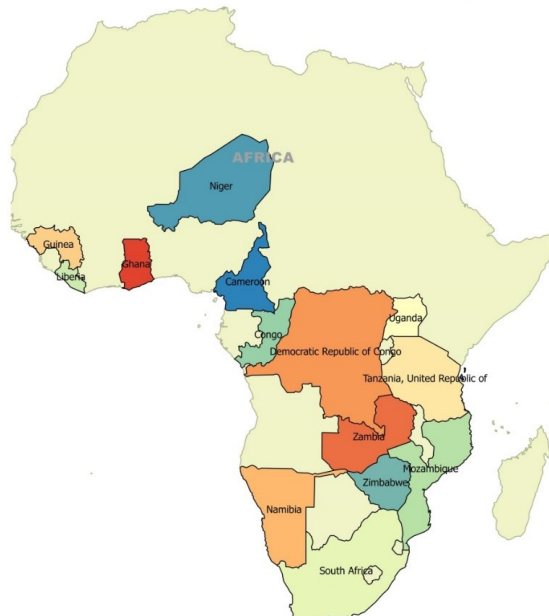 AFRICA
Niger
Guinea
Ghana
Liberia
Cameroon
Uganda
Congo
Democratic Republic of Congo
Tanzania, United Republic of
Zambia
Mozambique
Zimbabwe
Namibia
South Africa